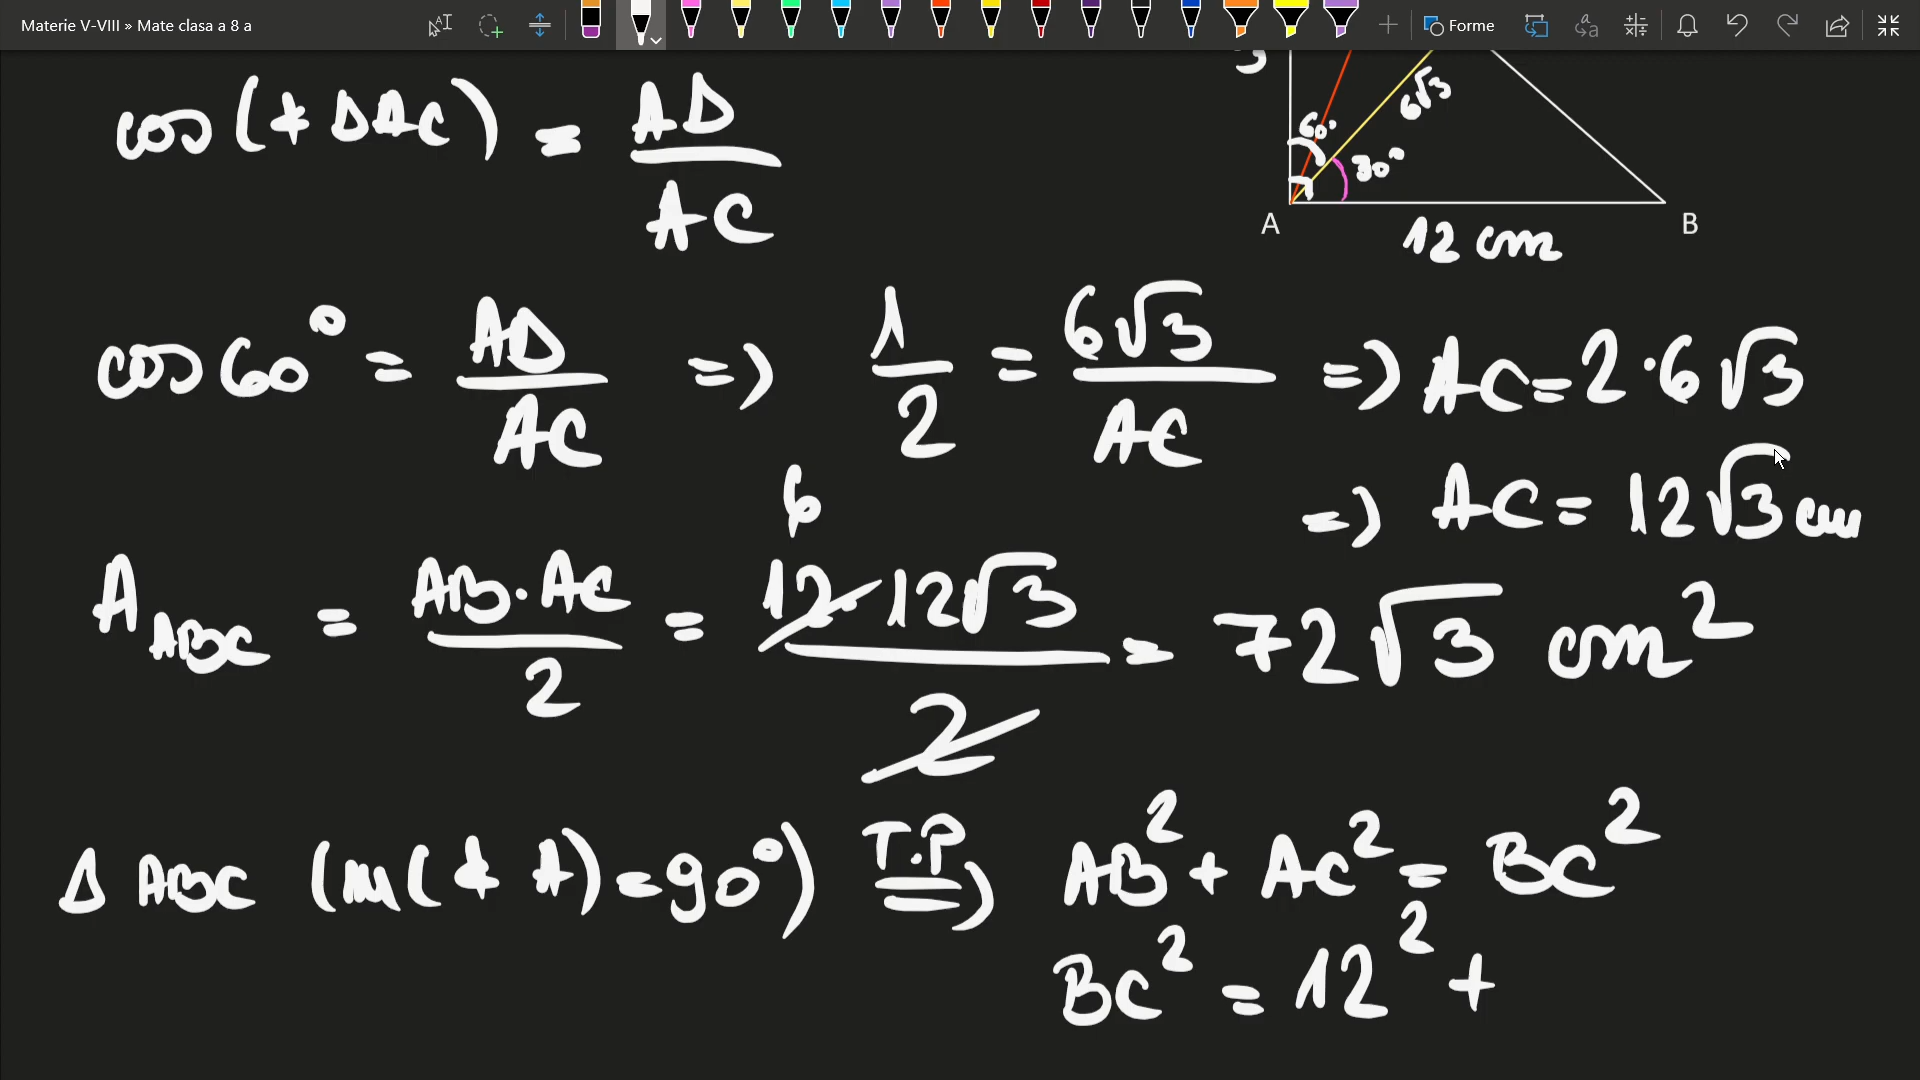 Materie V-VIII » Mate clasa a 8 a
Forme
cos(∢DAC) = AD/AC
6√3
60°
30°
A
B
12 cm
cos 60° = AD/AC => 1/2 = 6√3/AC => AC = 2·6√3
=> AC = 12√3 cm
6
A ABC = AB·AC/2 = 12·12√3/2 = 72√3 cm²
Δ ABC (m(∢A)=90°) T.P => AB² + AC² = BC²
BC² = 12² +